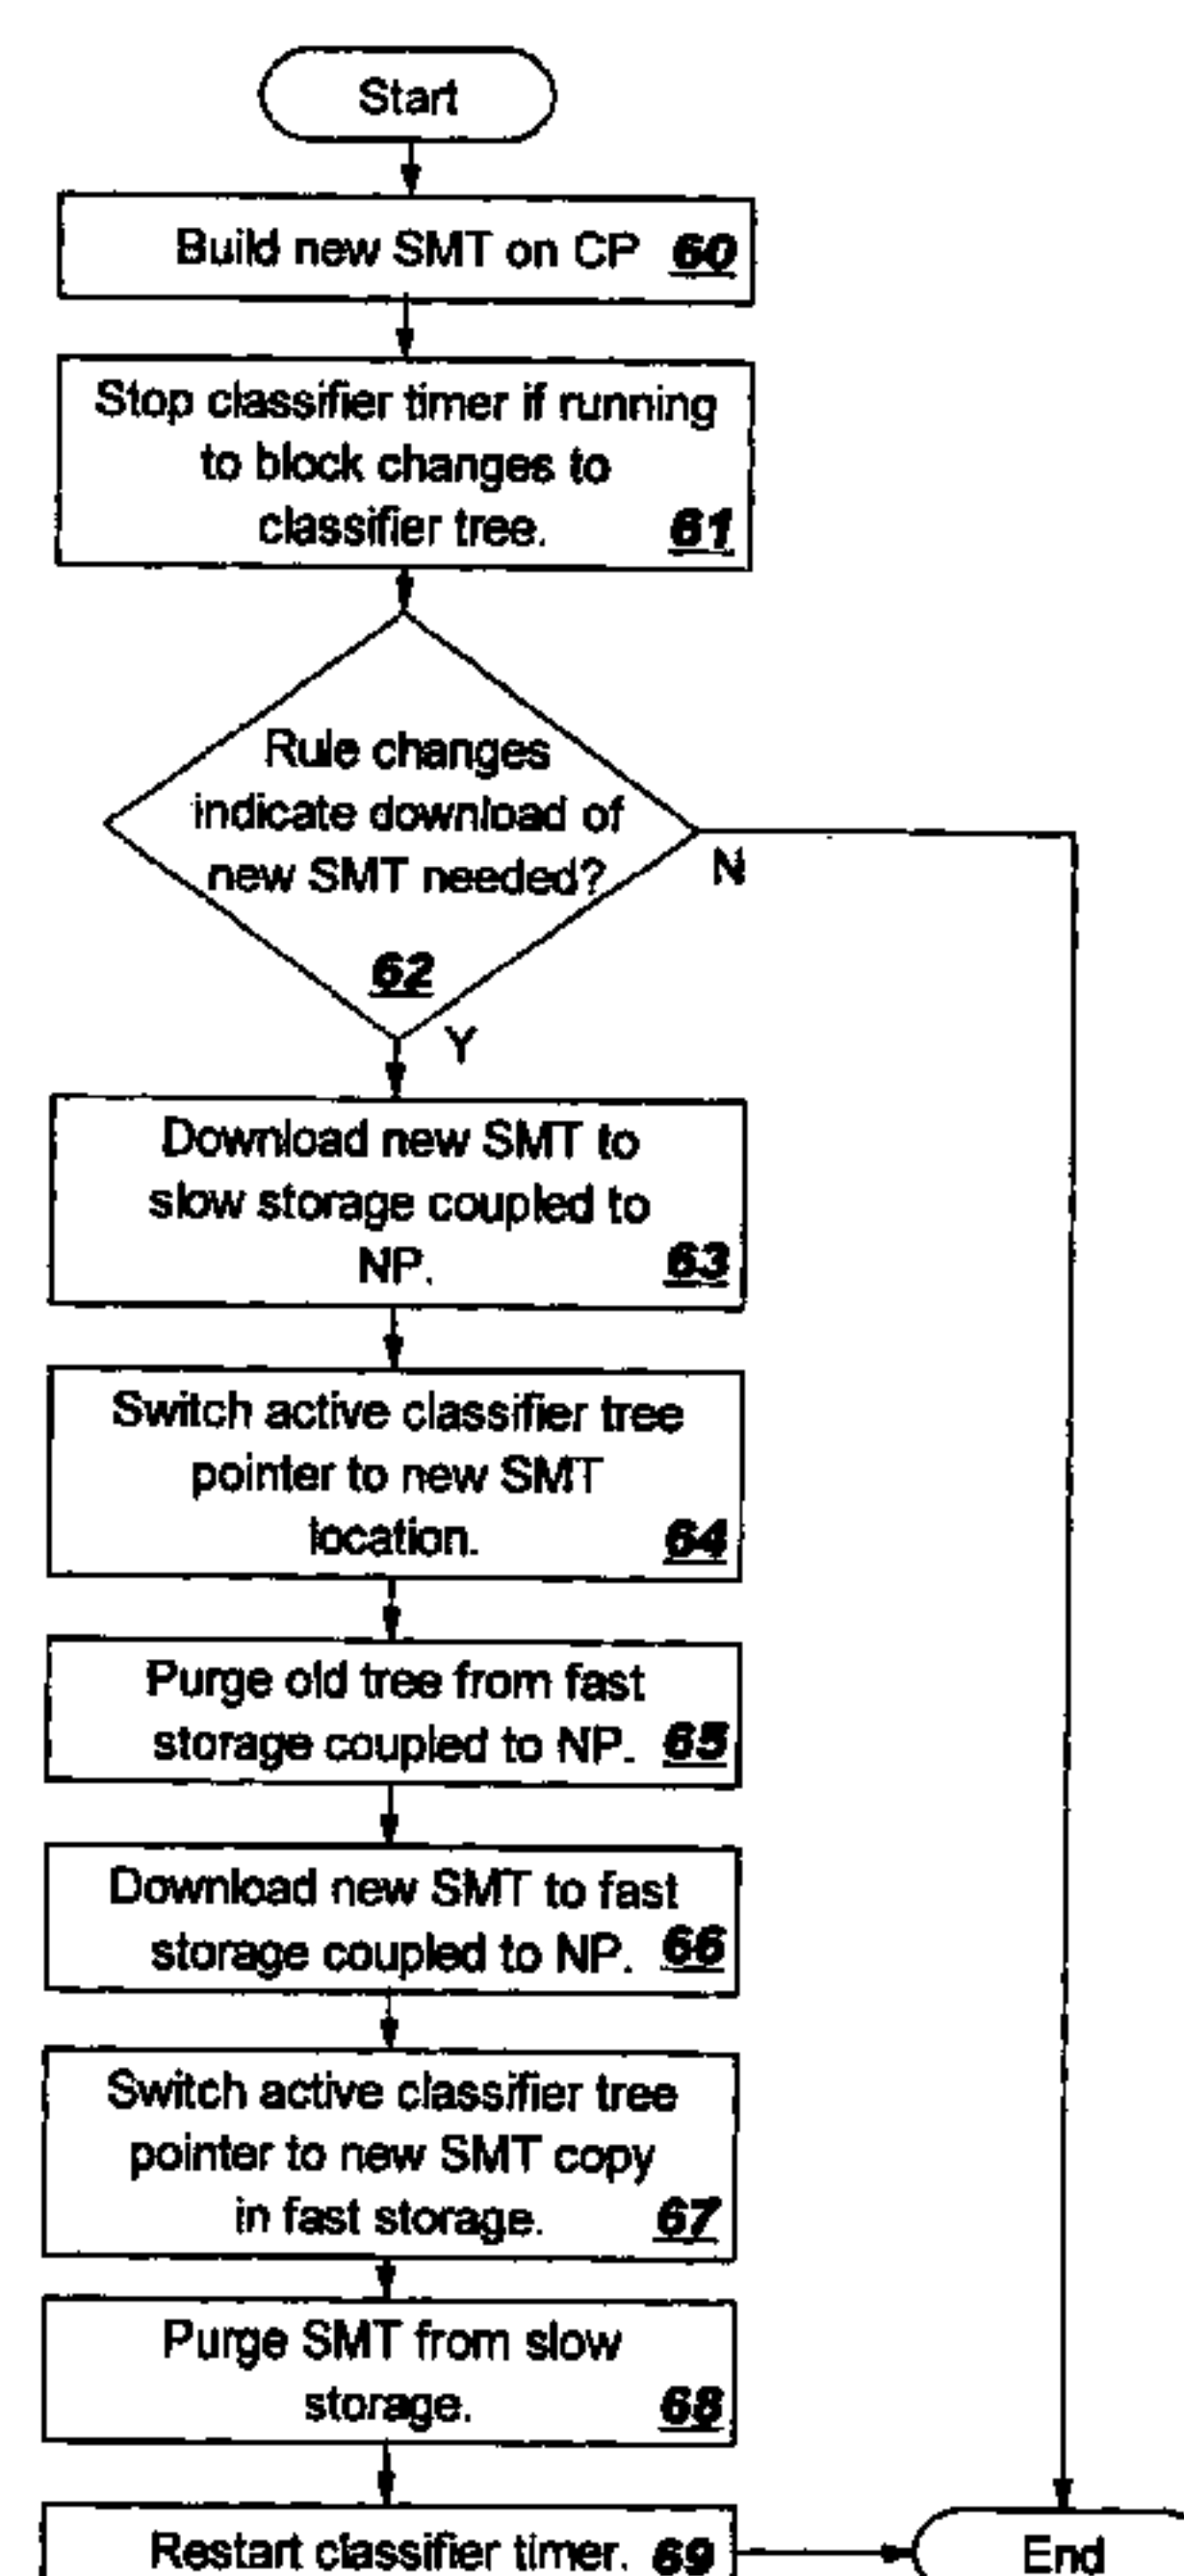 Start
Build new SMT on CP 60
Stop classifier timer if running
to block changes to
classifier tree. 61
Rule changes
indicate download of
new SMT needed?
N
62
Y
Download new SMT to
slow storage coupled to
NP. 63
Switch active classifier tree
pointer to new SMT
location. 64
Purge old tree from fast
storage coupled to NP. 65
Download new SMT to fast
storage coupled to NP. 66
Switch active classifier tree
pointer to new SMT copy
in fast storage. 67
Purge SMT from slow
storage. 68
Restart classifier timer. 69
End